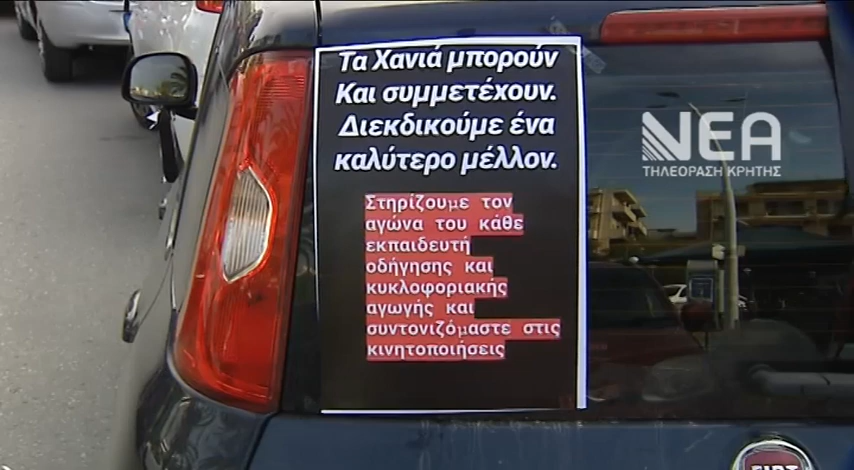 Τα Χανιά μπορούν
Και συμμετέχουν.
Διεκδικούμε ένα
καλύτερο μέλλον.
Στηρίζουμε τον
αγώνα του κάθε
εκπαιδευτή
οδήγησης και
κυκλοφοριακής
αγωγής και
συντονιζόμαστε στις
κινητοποιήσεις
ΝΕΑ
ΤΗΛΕΟΡΑΣΗ ΚΡΗΤΗΣ
FIAT